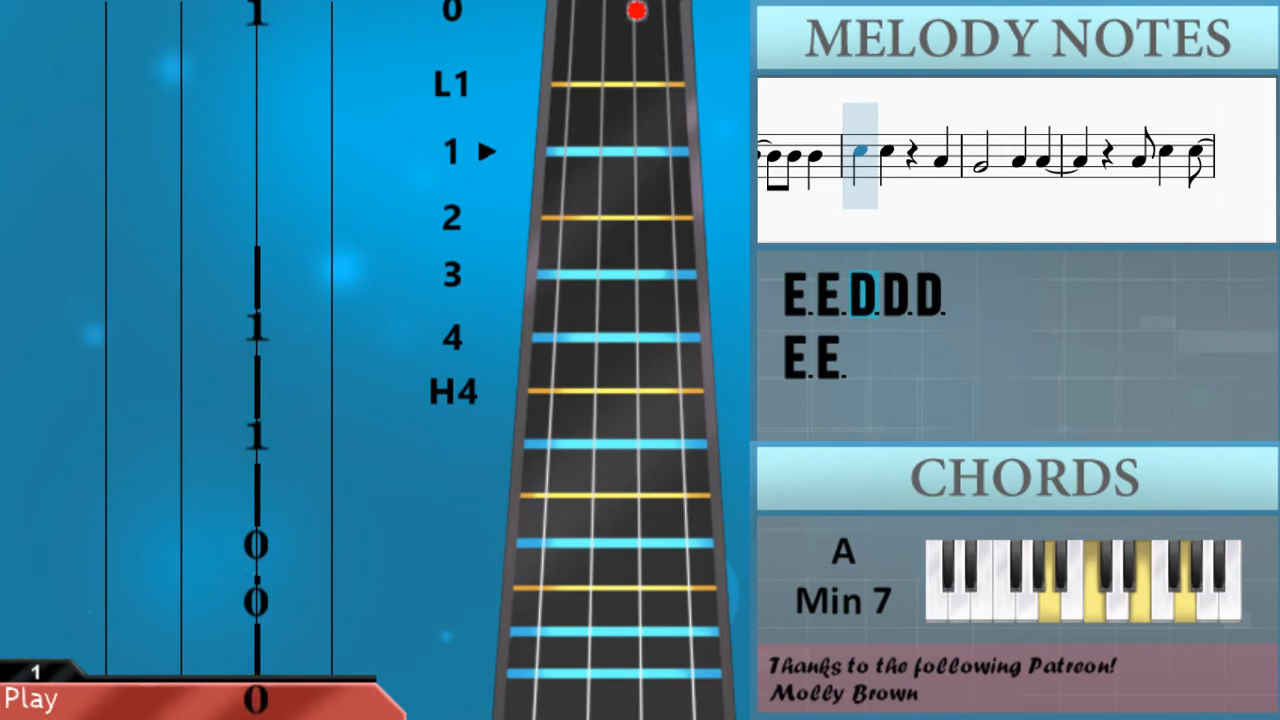 1
1
1
0
0
1
Play
0
0
L1
1
2
3
4
H4
MELODY NOTES
E.E.D.D.D.
E.E.
CHORDS
A
Min 7
Thanks to the following Patreon!
Molly Brown